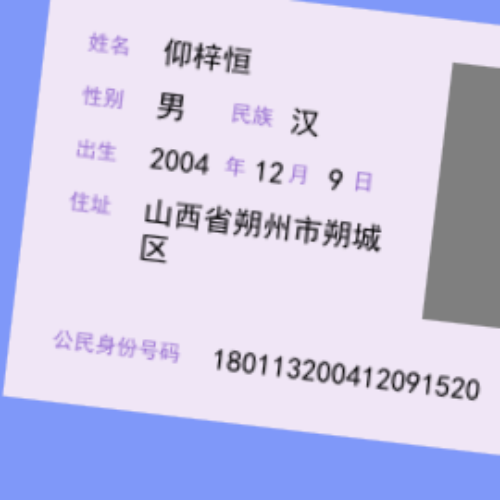 姓名 仰梓恒
性别 男 民族 汉
出生 2004 年 12 月 9 日
住址 山西省朔州市朔城
区
公民身份号码 180113200412091520